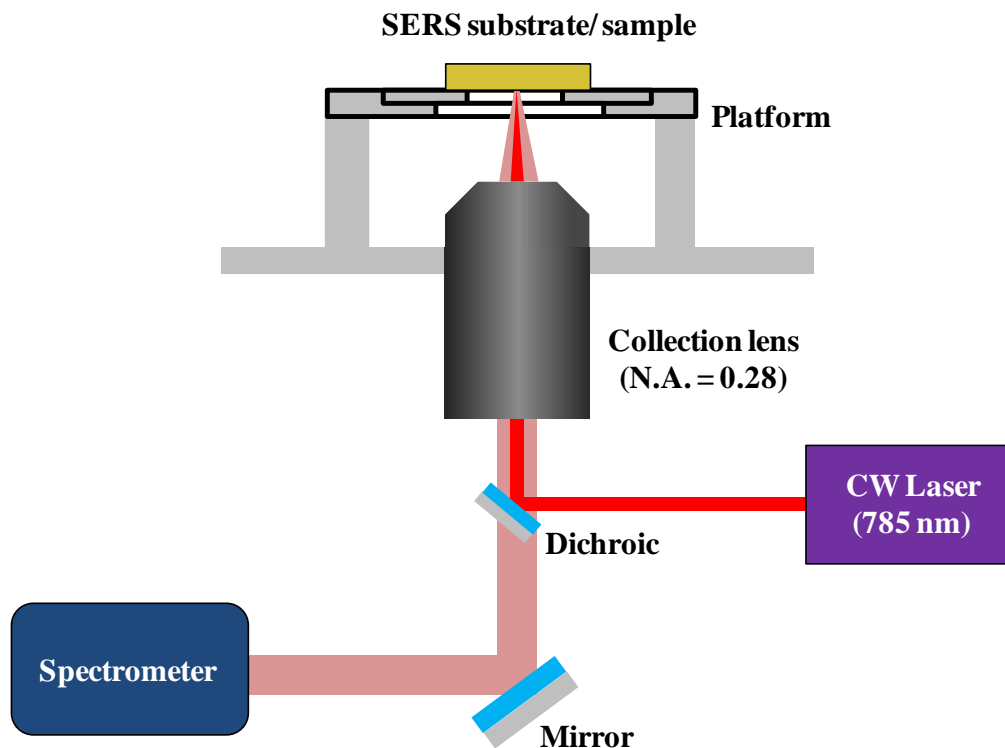 SERS substrate/ sample
Platform
Collection lens
(N.A. = 0.28)
CW Laser
(785 nm)
Dichroic
Spectrometer
Mirror